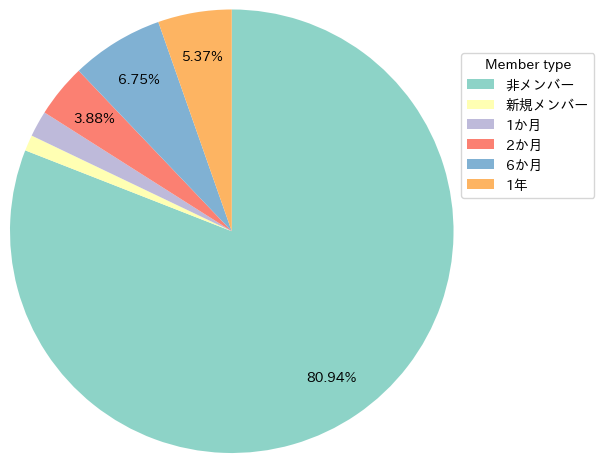 5.37%
6.75%
3.88%
80.94%
Member type
非メンバー
新規メンバー
1か月
2か月
6か月
1年